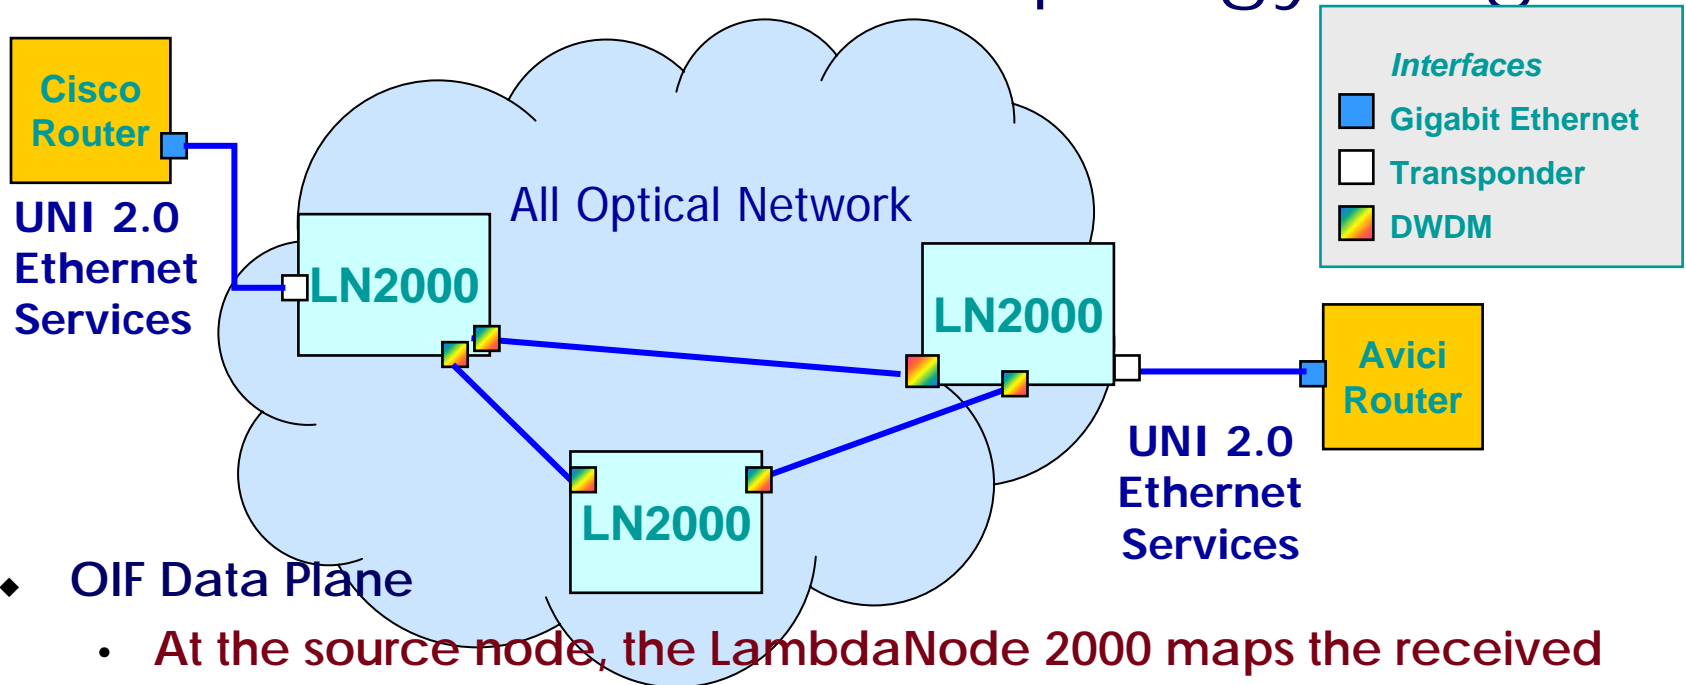 Cisco
Router
UNI 2.0
Ethernet
Services
All Optical Network
LN2000
LN2000
LN2000
Interfaces
Gigabit Ethernet
Transponder
DWDM
Avici
Router
UNI 2.0
Ethernet
Services
◆ OIF Data Plane
• At the source node, the LambdaNode 2000 maps the received